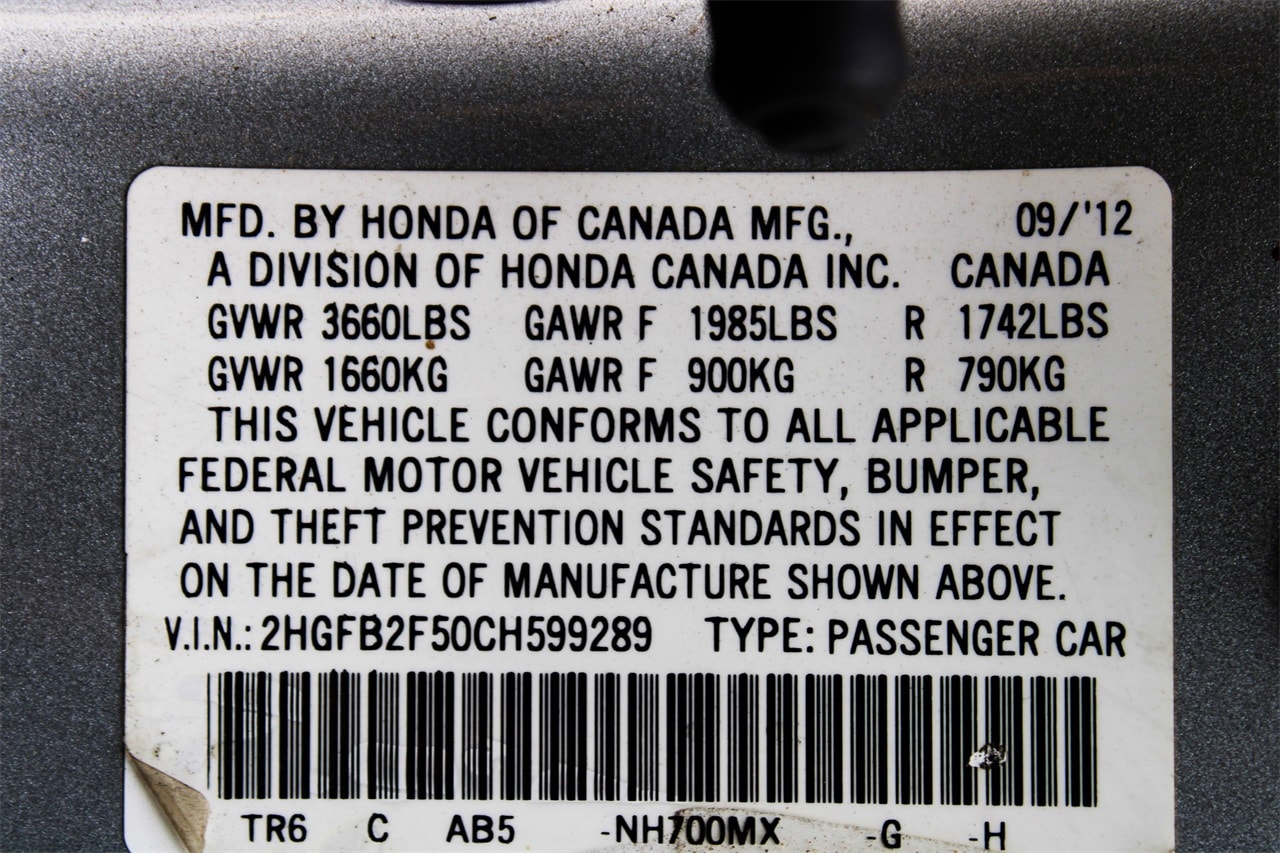 MFD. BY HONDA OF CANADA MFG., 09/'12
A DIVISION OF HONDA CANADA INC. CANADA
GVWR 3660LBS GAWR F 1985LBS R 1742LBS
GVWR 1660KG GAWR F 900KG R 790KG
THIS VEHICLE CONFORMS TO ALL APPLICABLE
FEDERAL MOTOR VEHICLE SAFETY, BUMPER,
AND THEFT PREVENTION STANDARDS IN EFFECT
ON THE DATE OF MANUFACTURE SHOWN ABOVE.
V.I.N.: 2HGFB2F50CH599289 TYPE: PASSENGER CAR
TR6 C AB5 -NH700MX -G -H